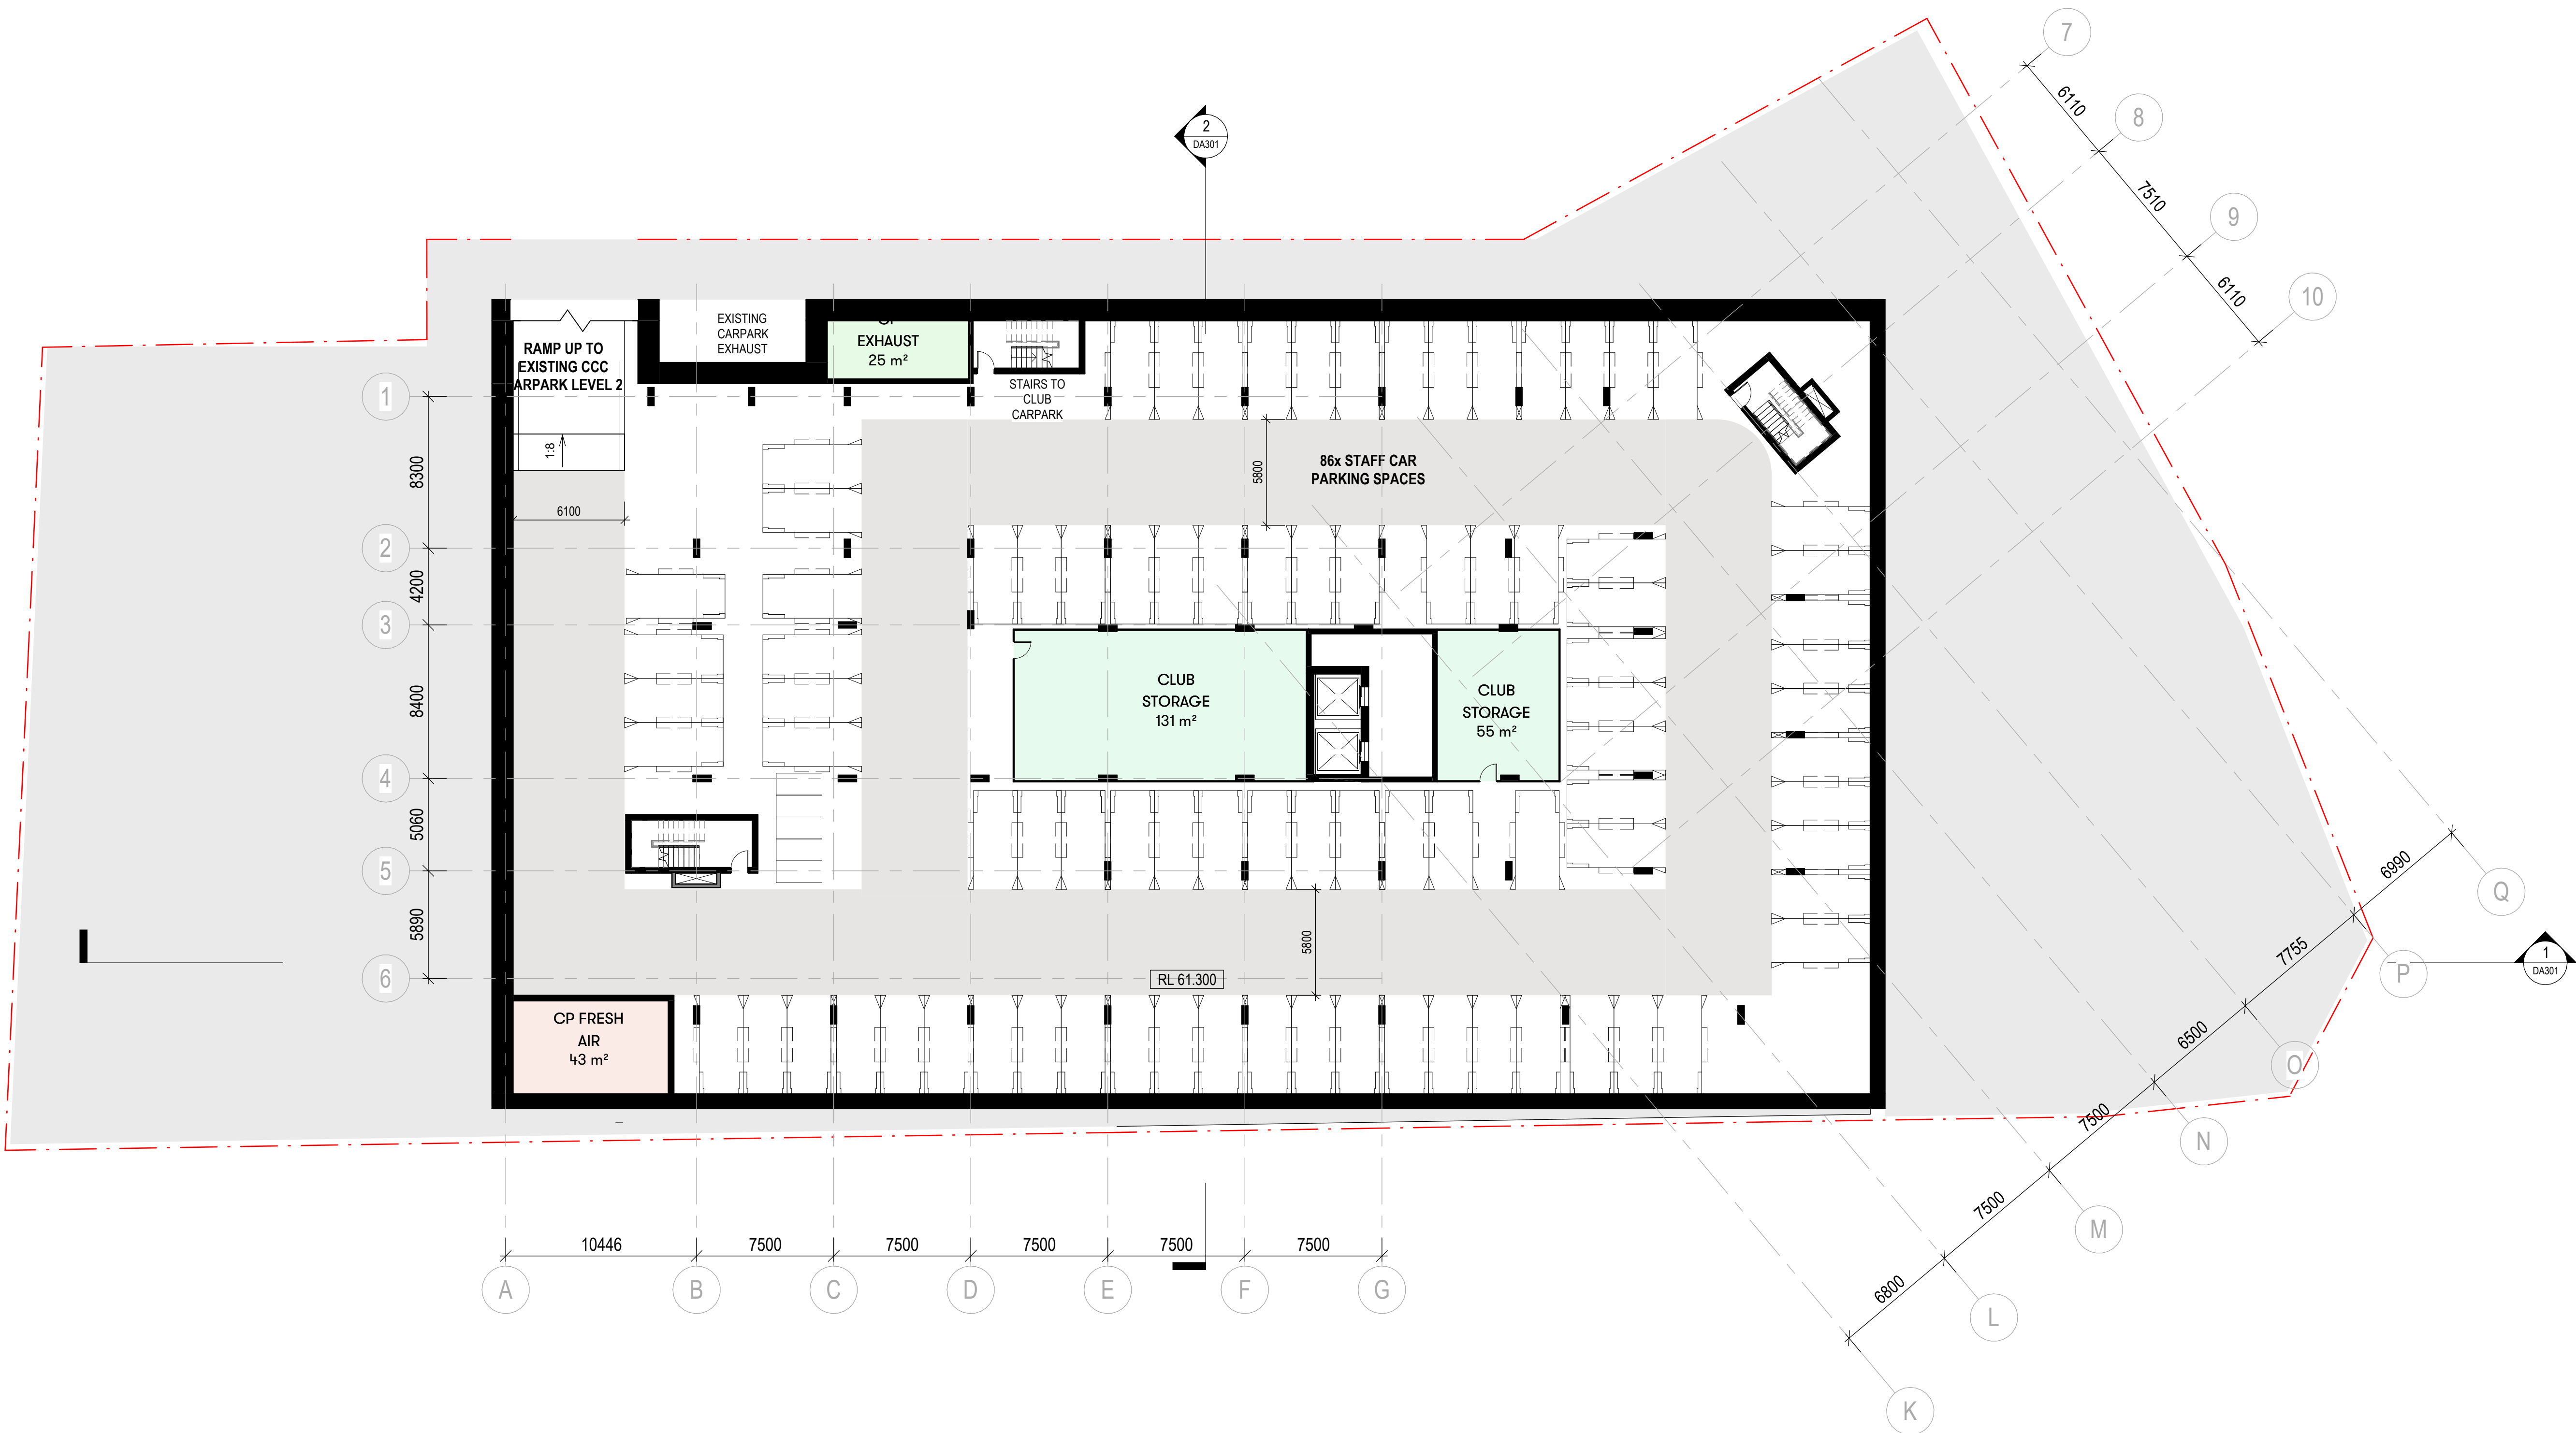 7
6110
8
7510
9
6110
10
2
DA301
EXISTING
CARPARK
EXHAUST
EXHAUST
25 m²
RAMP UP TO
EXISTING CCC
ARPARK LEVEL 2
STAIRS TO
CLUB
CARPARK
1
1:8
8300
5800
86x STAFF CAR
PARKING SPACES
6100
2
4200
3
8400
CLUB
STORAGE
131 m²
CLUB
STORAGE
55 m²
4
5060
5
5890
5800
6
RL 61.300
CP FRESH
AIR
43 m²
6990
Q
7755
P
1
DA301
6500
O
7500
N
7500
M
6800
L
K
10446
7500
7500
7500
7500
7500
A
B
C
D
E
F
G